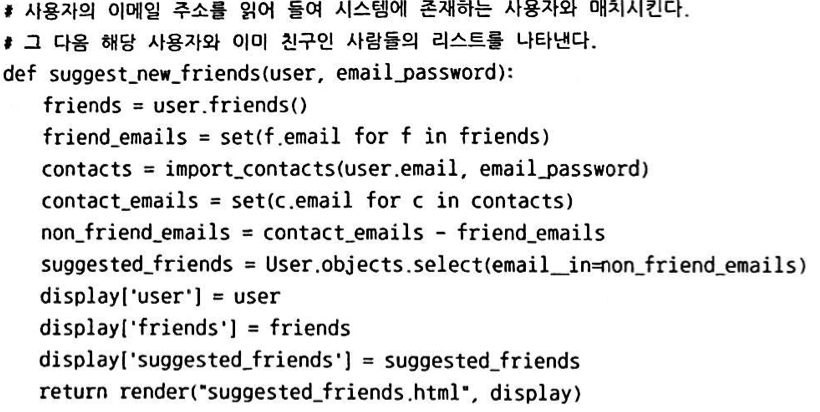 # 사용자의 이메일 주소를 읽어 들여 시스템에 존재하는 사용자와 매치시킨다.
# 그 다음 해당 사용자와 이미 친구인 사람들의 리스트를 나타낸다.
def suggest_new_friends(user, email_password):
    friends = user.friends()
    friend_emails = set(f.email for f in friends)
    contacts = import_contacts(user.email, email_password)
    contact_emails = set(c.email for c in contacts)
    non_friend_emails = contact_emails - friend_emails
    suggested_friends = User.objects.select(email__in=non_friend_emails)
    display['user'] = user
    display['friends'] = friends
    display['suggested_friends'] = suggested_friends
    return render("suggested_friends.html", display)